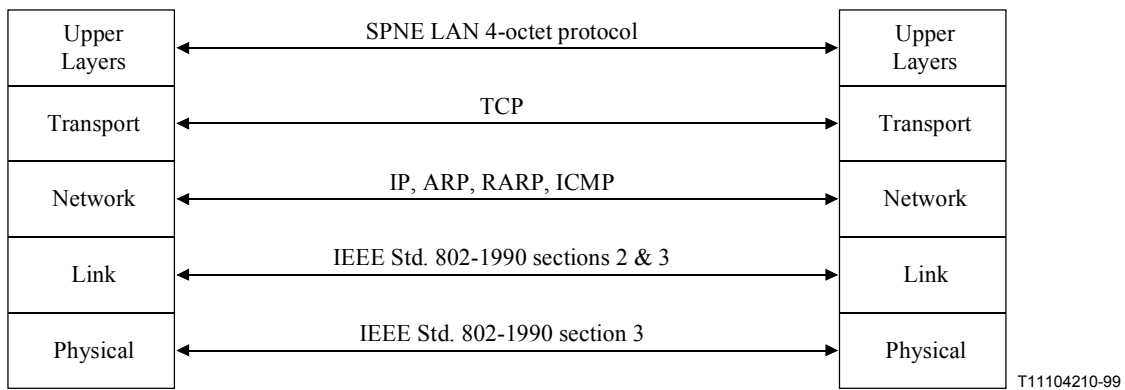 Upper
Layers
SPNE LAN 4-octet protocol
Upper
Layers
Transport
TCP
Transport
Network
IP, ARP, RARP, ICMP
Network
Link
IEEE Std. 802-1990 sections 2 & 3
Link
Physical
IEEE Std. 802-1990 section 3
Physical
T11104210-99